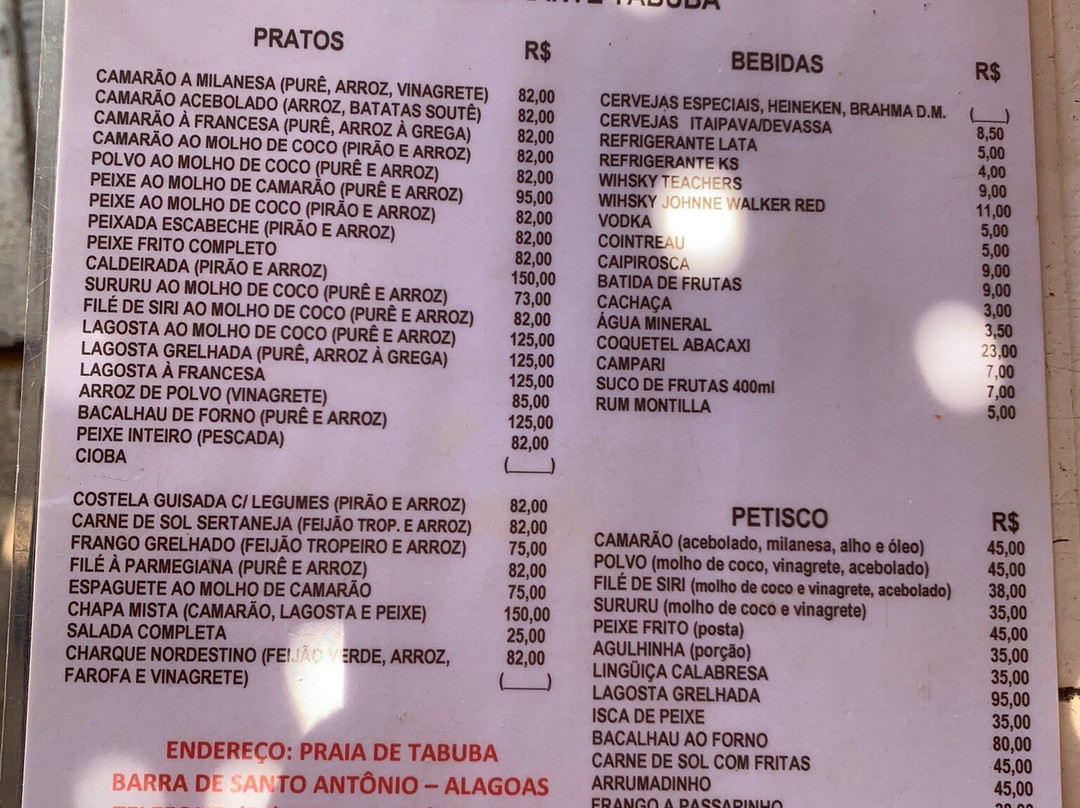 TABUBA
PRATOS R$
CAMARÃO A MILANESA (PURÊ, ARROZ, VINAGRETE) 82,00
CAMARÃO ACEBOLADO (ARROZ, BATATAS SOUTÊ) 82,00
CAMARÃO À FRANCESA (PURÊ, ARROZ À GREGA) 82,00
CAMARÃO AO MOLHO DE COCO (PIRÃO E ARROZ) 82,00
POLVO AO MOLHO DE COCO (PURÊ E ARROZ) 82,00
PEIXE AO MOLHO DE CAMARÃO (PURÊ E ARROZ) 95,00
PEIXE AO MOLHO DE COCO (PIRÃO E ARROZ) 82,00
PEIXADA ESCABECHE (PIRÃO E ARROZ) 82,00
PEIXE FRITO COMPLETO 82,00
CALDEIRADA (PIRÃO E ARROZ) 150,00
SURURU AO MOLHO DE COCO (PURÊ E ARROZ) 73,00
FILÉ DE SIRI AO MOLHO DE COCO (PURÊ E ARROZ) 82,00
LAGOSTA AO MOLHO DE COCO (PURÊ E ARROZ) 125,00
LAGOSTA GRELHADA (PURÊ, ARROZ À GREGA) 125,00
LAGOSTA À FRANCESA 125,00
ARROZ DE POLVO (VINAGRETE) 85,00
BACALHAU DE FORNO (PURÊ E ARROZ) 125,00
PEIXE INTEIRO (PESCADA) 82,00
CIOBA (___)
COSTELA GUISADA C/ LEGUMES (PIRÃO E ARROZ) 82,00
CARNE DE SOL SERTANEJA (FEIJÃO TROP. E ARROZ) 82,00
FRANGO GRELHADO (FEIJÃO TROPEIRO E ARROZ) 75,00
FILÉ À PARMEGIANA (PURÊ E ARROZ) 82,00
ESPAGUETE AO MOLHO DE CAMARÃO 75,00
CHAPA MISTA (CAMARÃO, LAGOSTA E PEIXE) 150,00
SALADA COMPLETA 25,00
CHARQUE NORDESTINO (FEIJÃO VERDE, ARROZ, 82,00
FAROFA E VINAGRETE) (___)
ENDEREÇO: PRAIA DE TABUBA
BARRA DE SANTO ANTÔNIO – ALAGOAS
BEBIDAS R$
CERVEJAS ESPECIAIS, HEINEKEN, BRAHMA D.M. (___)
CERVEJAS ITAIPAVA/DEVASSA 8,50
REFRIGERANTE LATA 5,00
REFRIGERANTE KS 4,00
WIHSKY TEACHERS 9,00
WIHSKY JOHNNE WALKER RED 11,00
VODKA 5,00
COINTREAU 5,00
CAIPIROSCA 9,00
BATIDA DE FRUTAS 9,00
CACHAÇA 3,00
ÁGUA MINERAL 3,50
COQUETEL ABACAXI 23,00
CAMPARI 7,00
SUCO DE FRUTAS 400ml 7,00
RUM MONTILLA 5,00
PETISCO R$
CAMARÃO (acebolado, milanesa, alho e óleo) 45,00
POLVO (molho de coco, vinagrete, acebolado) 45,00
FILÉ DE SIRI (molho de coco e vinagrete, acebolado) 38,00
SURURU (molho de coco e vinagrete) 35,00
PEIXE FRITO (posta) 45,00
AGULHINHA (porção) 35,00
LINGÜIÇA CALABRESA 35,00
LAGOSTA GRELHADA 95,00
ISCA DE PEIXE 35,00
BACALHAU AO FORNO 80,00
CARNE DE SOL COM FRITAS 45,00
ARRUMADINHO 45,00
FRANGO A PASSARINHO